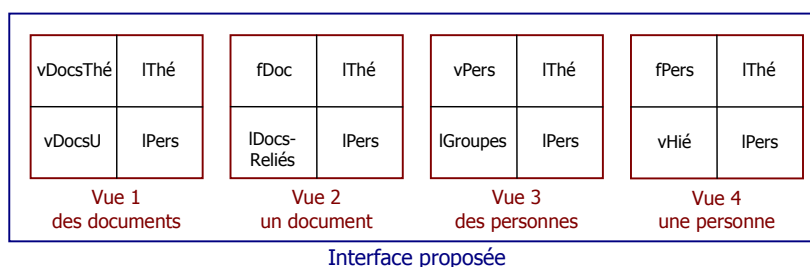 vDocsThé lThé
vDocsU lPers
Vue 1
des documents
fDoc lThé
lDocs-
Reliés
lPers
Vue 2
un document
vPers lThé
lGroupes lPers
Vue 3
des personnes
fPers lThé
vHié lPers
Vue 4
une personne
Interface proposée